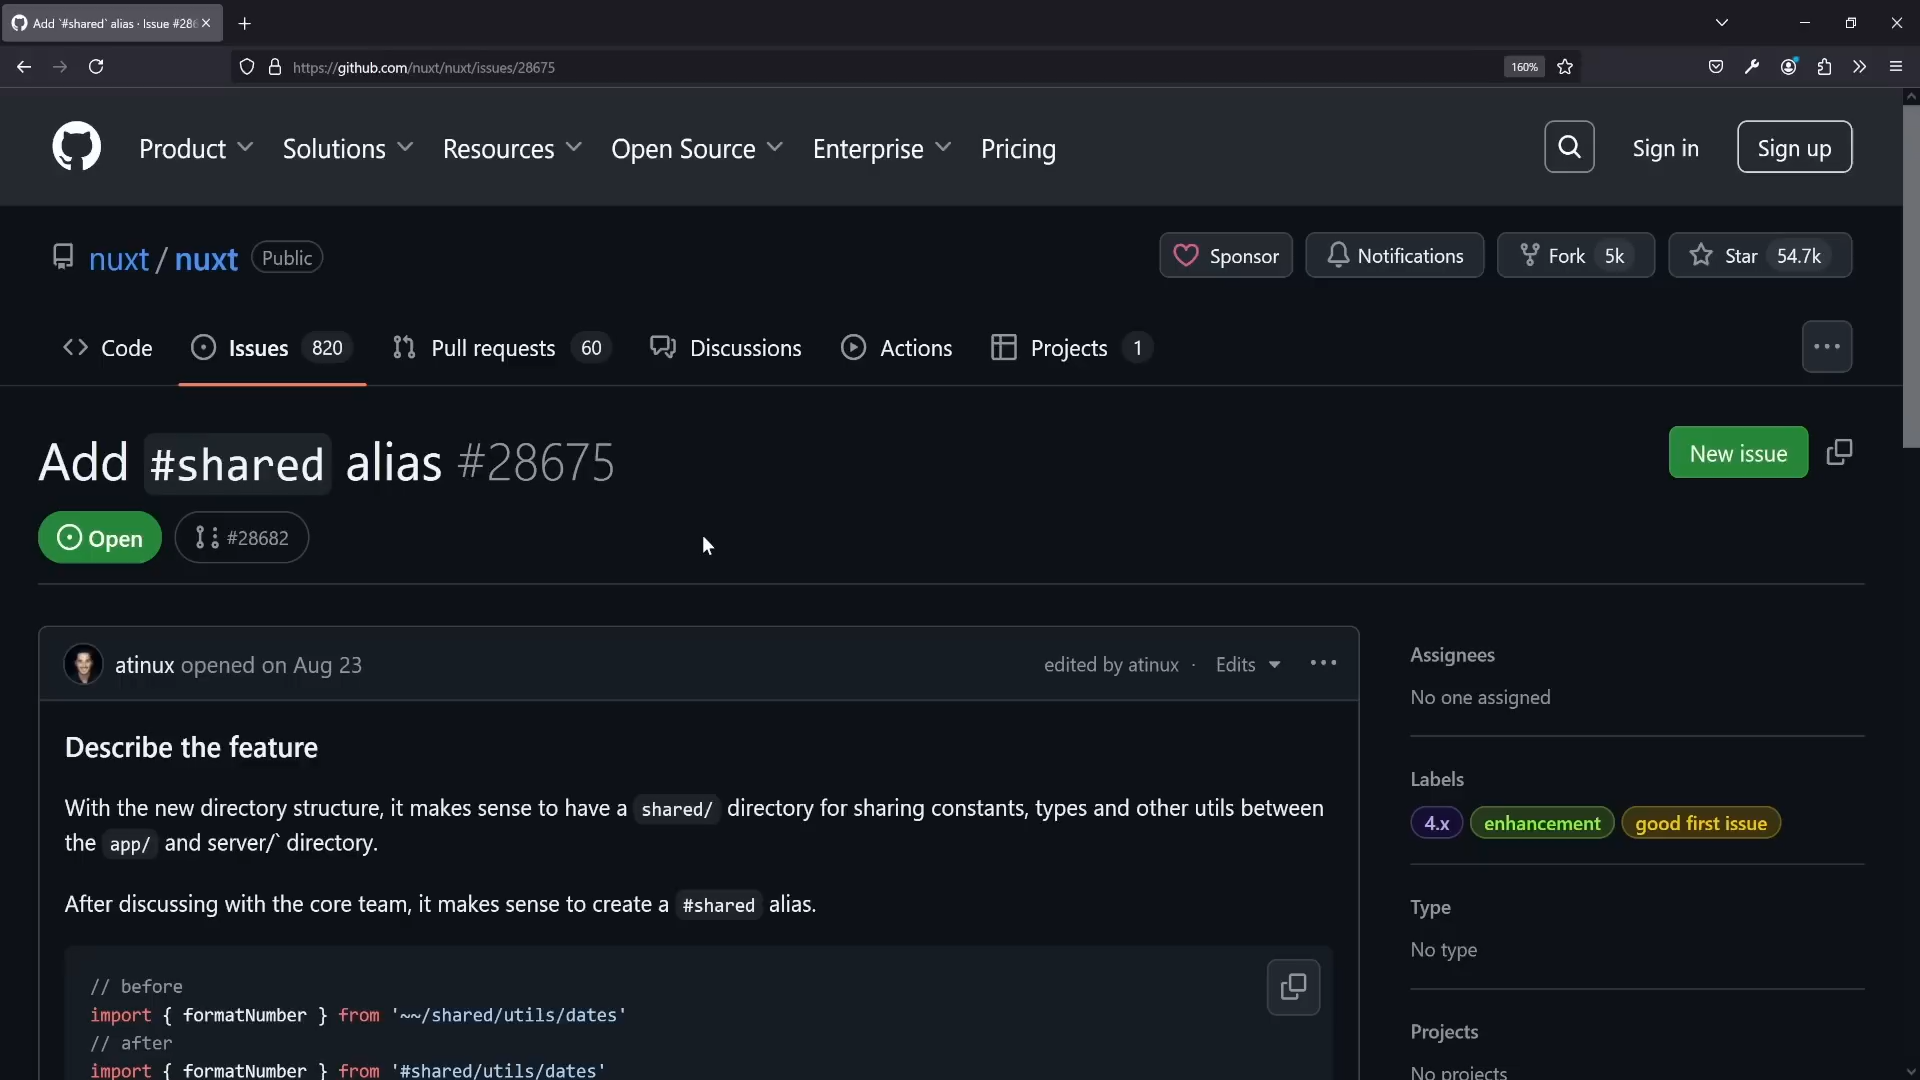 Add `#shared` alias · Issue #28
https://github.com/nuxt/nuxt/issues/28675
160%
Product Solutions Resources Open Source Enterprise Pricing
Sign in
Sign up
nuxt / nuxt Public
Sponsor
Notifications
Fork 5k
Star 54.7k
Code
Issues 820
Pull requests 60
Discussions
Actions
Projects 1
Add #shared alias #28675
New issue
Open
#28682
atinux opened on Aug 23
edited by atinux · Edits
Describe the feature
With the new directory structure, it makes sense to have a shared/ directory for sharing constants, types and other utils between
the app/ and server/` directory.
After discussing with the core team, it makes sense to create a #shared alias.
// before
import { formatNumber } from '~~/shared/utils/dates'
// after
import { formatNumber } from '#shared/utils/dates'
Assignees
No one assigned
Labels
4.x enhancement good first issue
Type
No type
Projects
No projects